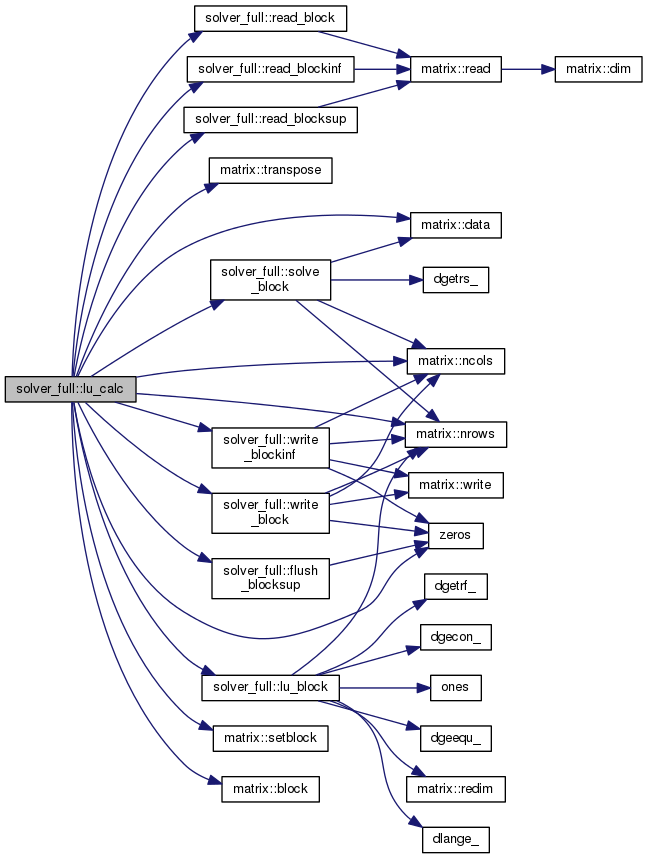 solver_full::read_block
solver_full::read_blockinf
matrix::read
matrix::dim
solver_full::read_blocksup
matrix::transpose
matrix::data
solver_full::solve
_block
dgetrs_
matrix::ncols
solver_full::lu_calc
matrix::nrows
solver_full::write
_blockinf
matrix::write
solver_full::write
_block
zeros
solver_full::flush
_blocksup
dgetrf_
dgecon_
solver_full::lu_block
ones
dgeequ_
matrix::setblock
matrix::redim
matrix::block
dlange_